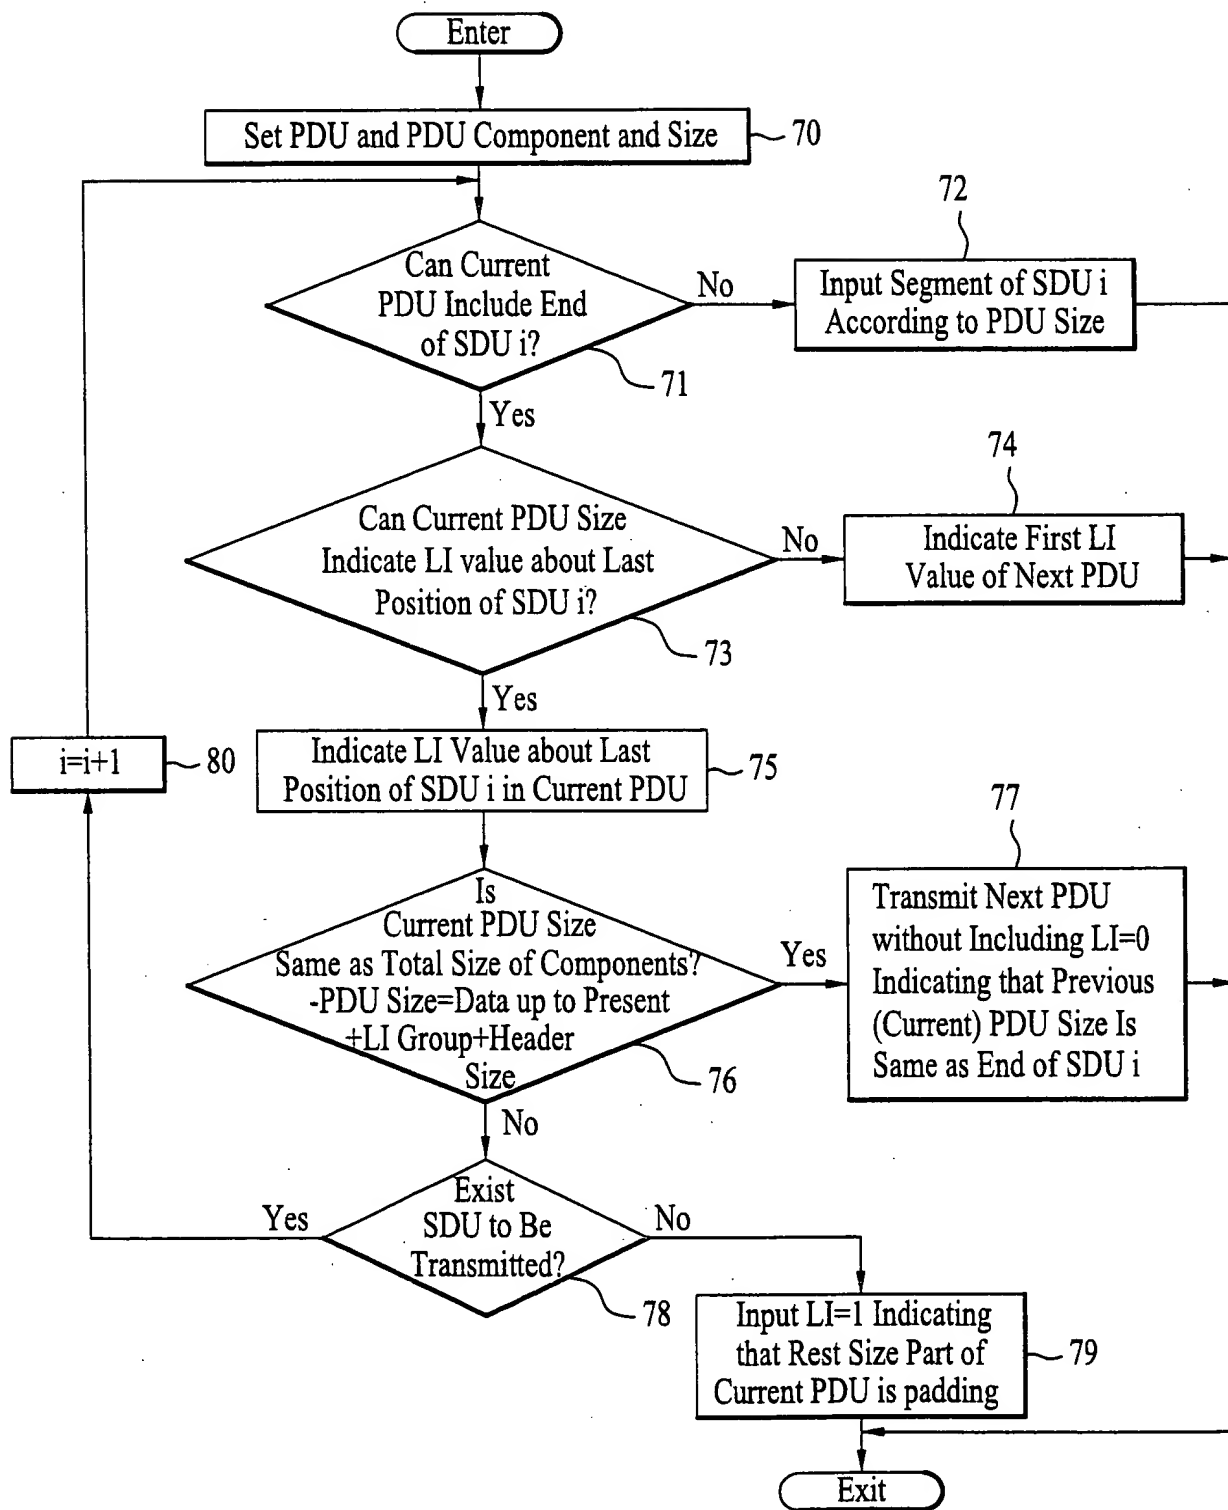 Enter
Set PDU and PDU Component and Size
70
Can Current
PDU Include End
of SDU i?
71
No
72
Input Segment of SDU i
According to PDU Size
Yes
Can Current PDU Size
Indicate LI value about Last
Position of SDU i?
73
No
74
Indicate First LI
Value of Next PDU
Yes
Indicate LI Value about Last
Position of SDU i in Current PDU
75
i=i+1
80
Is
Current PDU Size
Same as Total Size of Components?
-PDU Size=Data up to Present
+LI Group+Header
Size
76
Yes
77
Transmit Next PDU
without Including LI=0
Indicating that Previous
(Current) PDU Size Is
Same as End of SDU i
No
Exist
SDU to Be
Transmitted?
78
Yes
No
Input LI=1 Indicating
that Rest Size Part of
Current PDU is padding
79
Exit